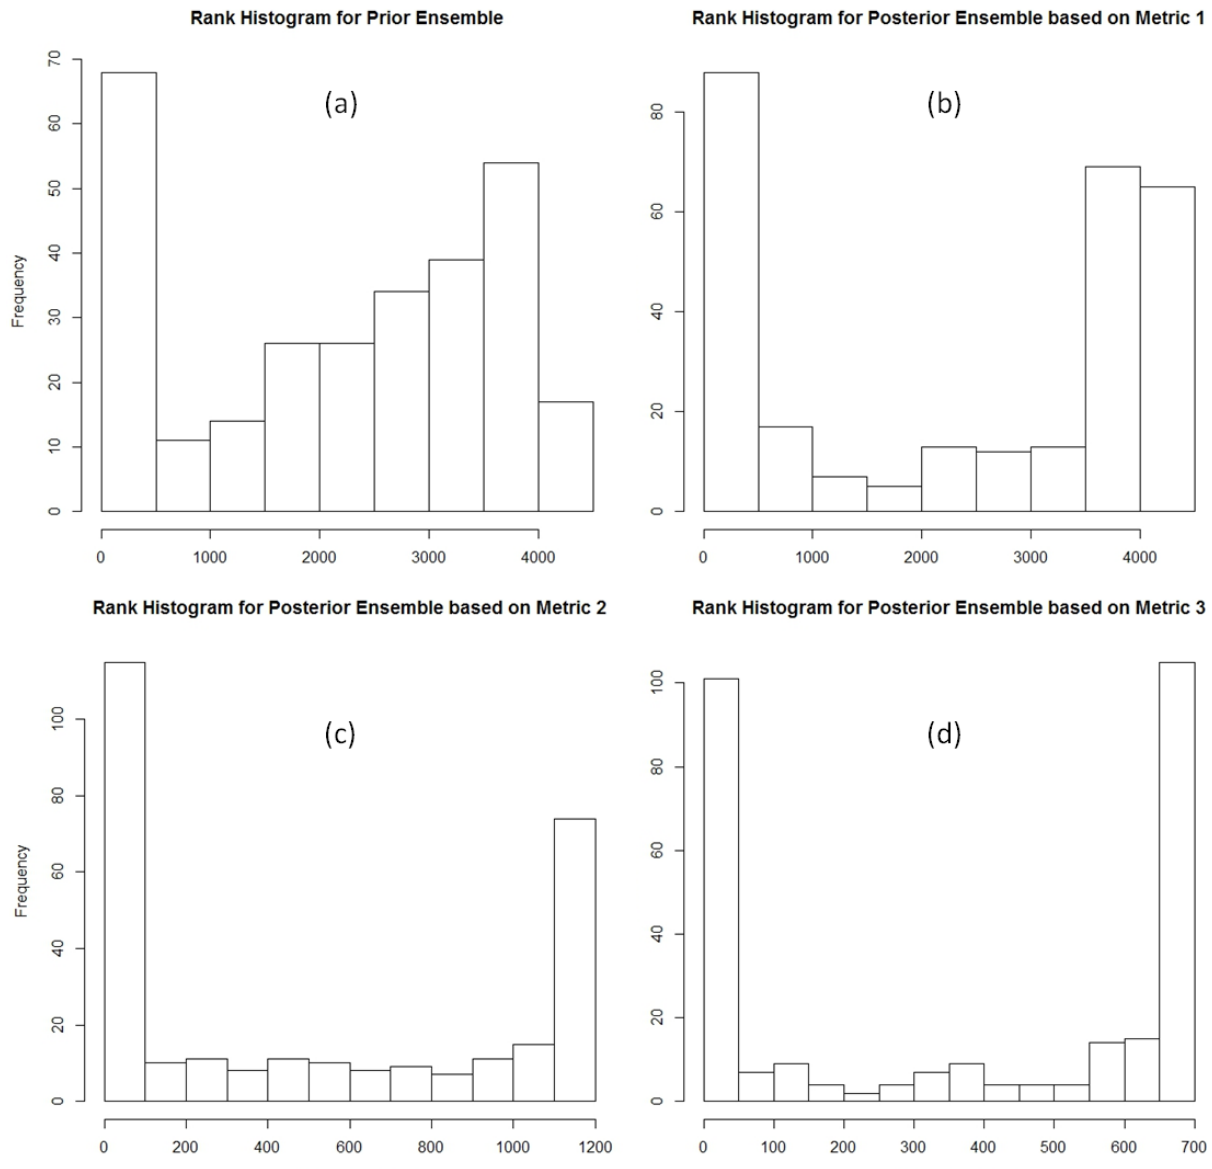 Rank Histogram for Prior Ensemble
(a)
Frequency
70
60
50
40
30
20
10
0
0 1000 2000 3000 4000
Rank Histogram for Posterior Ensemble based on Metric 1
(b)
80
60
40
20
0
0 1000 2000 3000 4000
Rank Histogram for Posterior Ensemble based on Metric 2
(c)
Frequency
100
80
60
40
20
0
0 200 400 600 800 1000 1200
Rank Histogram for Posterior Ensemble based on Metric 3
(d)
100
80
60
40
20
0
0 100 200 300 400 500 600 700